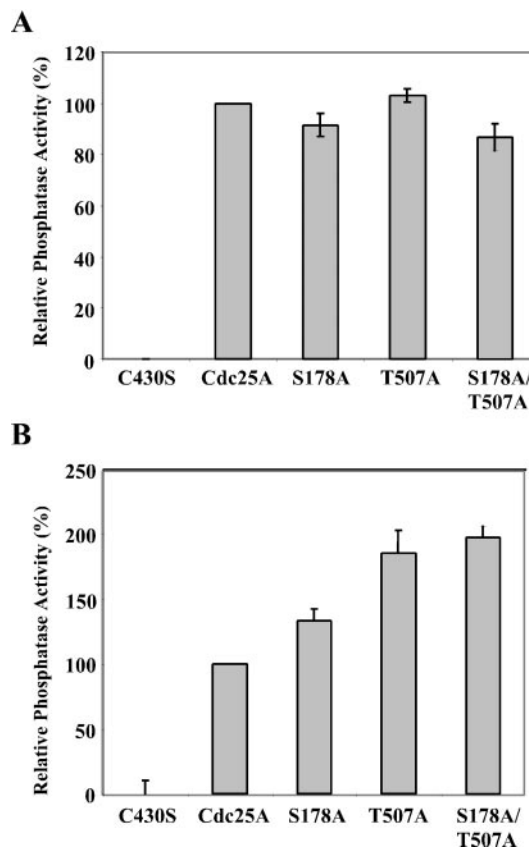 A
Relative Phosphatase Activity (%)
120
100
80
60
40
20
0
C430S Cdc25A S178A T507A S178A/
T507A
B
Relative Phosphatase Activity (%)
250
200
150
100
50
0
C430S Cdc25A S178A T507A S178A/
T507A